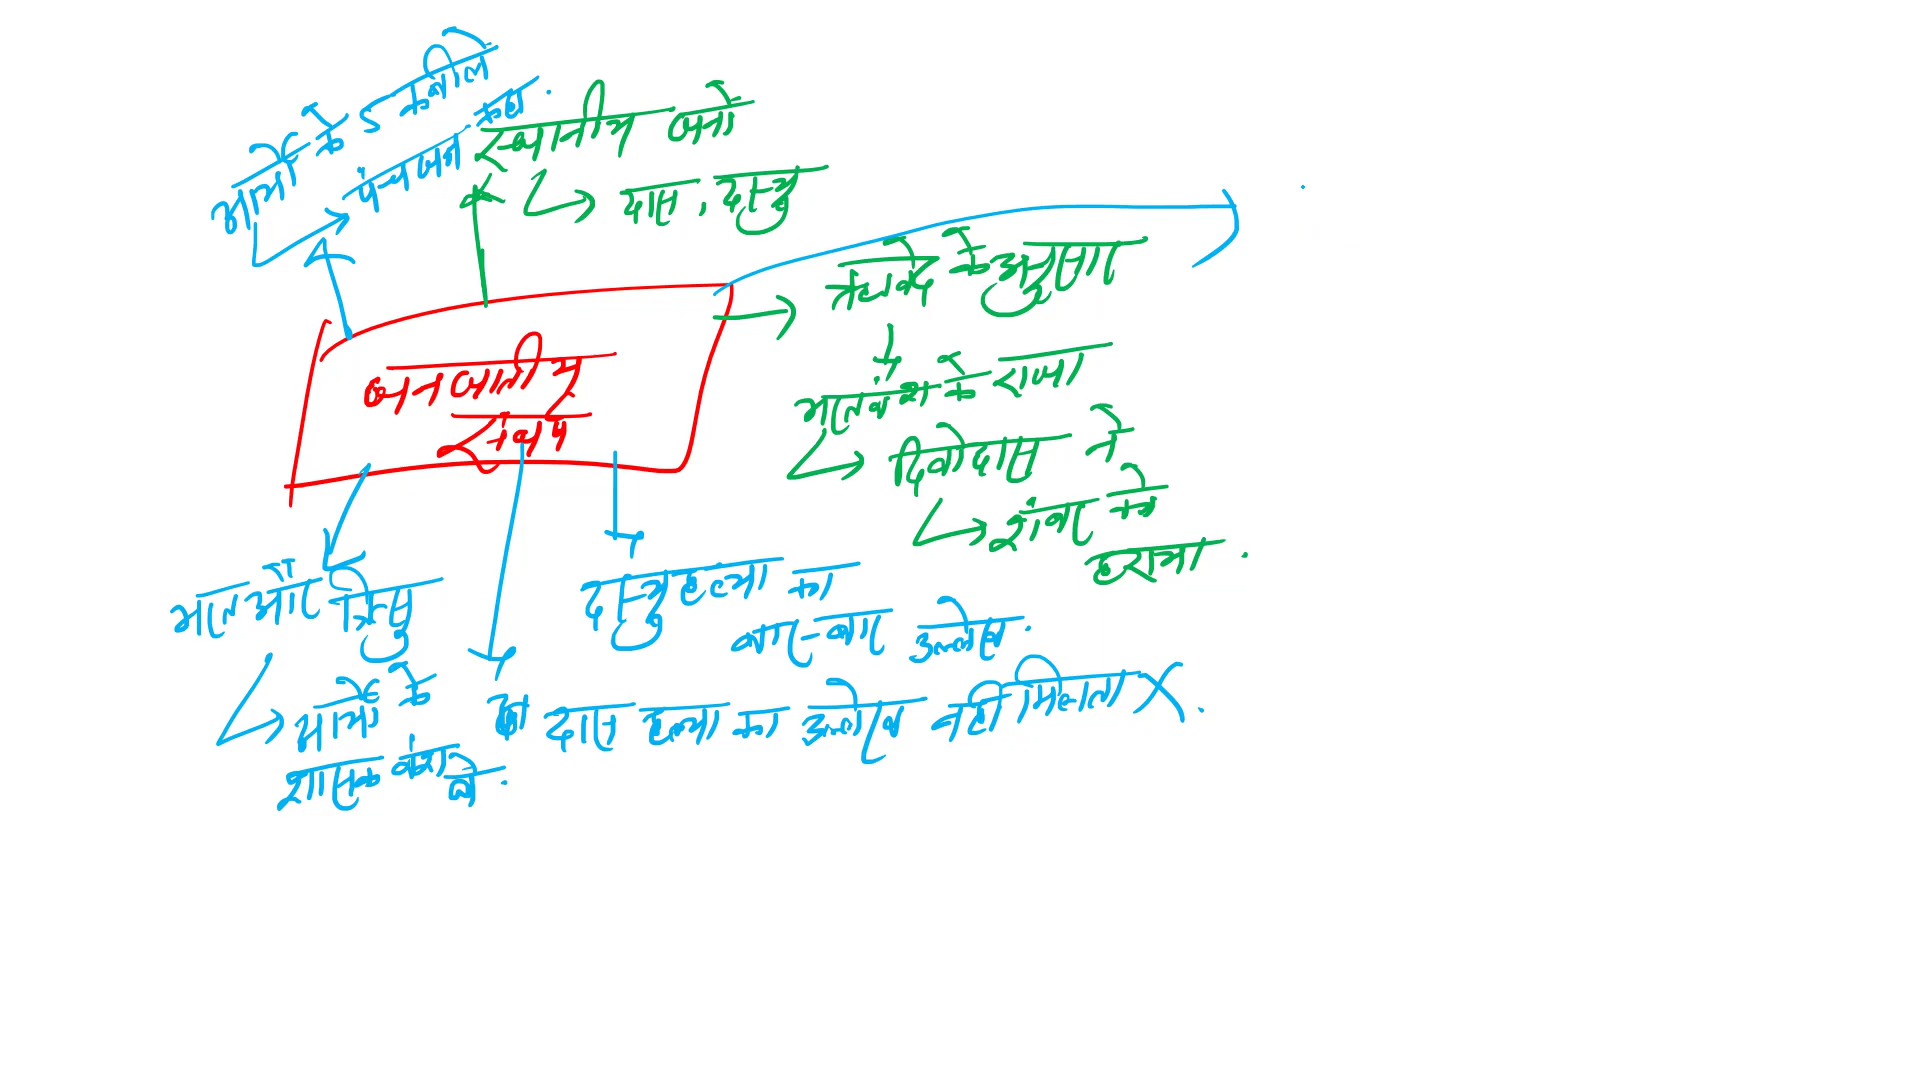 आर्यो के 5 कबीले
पंचजन कहा.
स्थानीय जनो
दास, दस्यु
जनजातीय
संघर्ष
ऋग्वेद के अनुसार
भरतवंश के राजा
दिवोदास ने
शंबर को
हराया.
भरत और त्रित्सु
आर्यो के
शासक वंश थे.
दस्यु हत्या का
बार-बार उल्लेख.
दास हत्या का उल्लेख नही मिलता X.